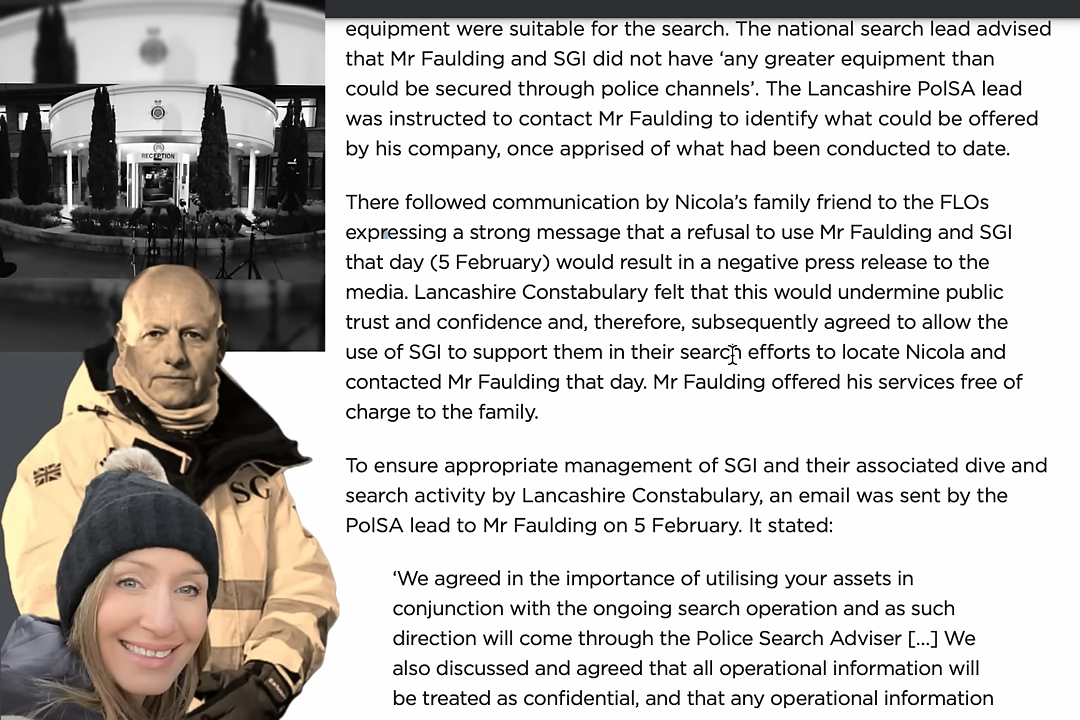 RECEPTION
SG
equipment were suitable for the search. The national search lead advised
that Mr Faulding and SGI did not have ‘any greater equipment than
could be secured through police channels’. The Lancashire PolSA lead
was instructed to contact Mr Faulding to identify what could be offered
by his company, once apprised of what had been conducted to date.
There followed communication by Nicola’s family friend to the FLOs
expressing a strong message that a refusal to use Mr Faulding and SGI
that day (5 February) would result in a negative press release to the
media. Lancashire Constabulary felt that this would undermine public
trust and confidence and, therefore, subsequently agreed to allow the
use of SGI to support them in their search efforts to locate Nicola and
contacted Mr Faulding that day. Mr Faulding offered his services free of
charge to the family.
To ensure appropriate management of SGI and their associated dive and
search activity by Lancashire Constabulary, an email was sent by the
PolSA lead to Mr Faulding on 5 February. It stated:
‘We agreed in the importance of utilising your assets in
conjunction with the ongoing search operation and as such
direction will come through the Police Search Adviser [...] We
also discussed and agreed that all operational information will
be treated as confidential, and that any operational information